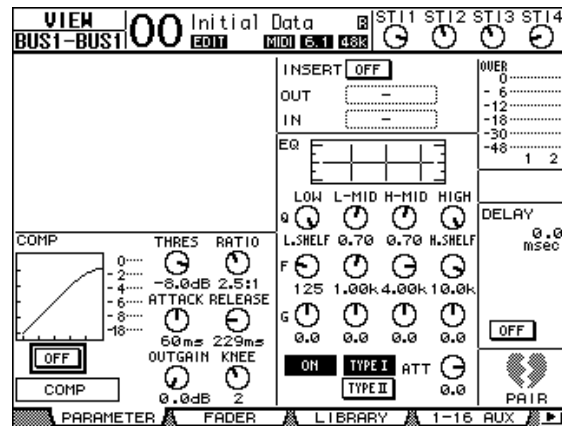 VIEW
BUS1-BUS1
00
Initial Data
R
EDIT
MIDI 6.1 48k
STI1 STI2 STI3 STI4
INSERT OFF
OUT -
IN -
OVER
0
-6
-12
-18
-30
-48
1 2
EQ
LOW L-MID H-MID HIGH
Q
L.SHELF 0.70 0.70 H.SHELF
F
125 1.00k 4.00k 10.0k
G
0.0 0.0 0.0 0.0
ON TYPE I ATT
TYPE II 0.0
DELAY
0.0
msec
OFF
PAIR
COMP
0
-2
-4
-6
-8
-18
OFF
COMP
THRES RATIO
-8.0dB 2.5:1
ATTACK RELEASE
60ms 229ms
OUTGAIN KNEE
0.0dB 2
PARAMETER FADER LIBRARY 1-16 AUX